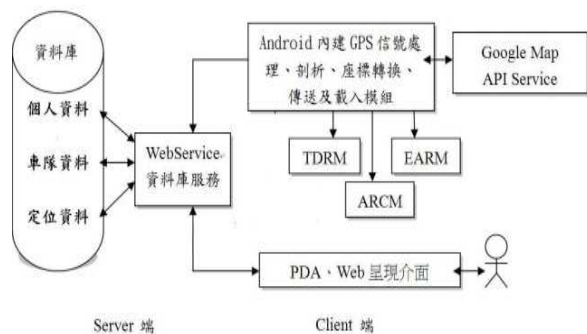 資料庫
個人資料
車隊資料
定位資料
WebService
資料庫服務
Android 內建 GPS 信號處
理、剖析、座標轉換、
傳送及載入模組
Google Map
API Service
TDRM
EARM
ARCM
PDA、Web 呈現介面
Server 端
Client 端